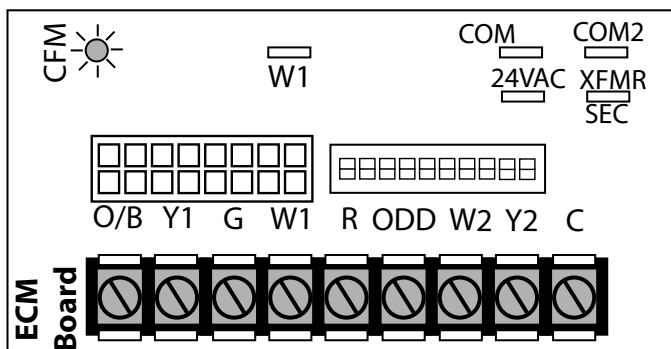 CFM
W1
COM
COM2
24VAC
XFMR
SEC
O/B Y1 G W1 R ODD W2 Y2 C
ECM
Board